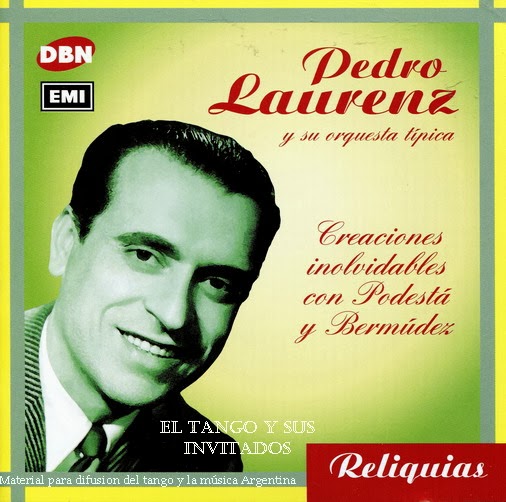 DBN
EMI
Pedro
Laurenz
y su orquesta típica
Creaciones
inolvidables
con Podestá
y Bermúdez
EL TANGO Y SUS
INVITADOS
Material para difusion del tango y la música Argentina
Reliquias